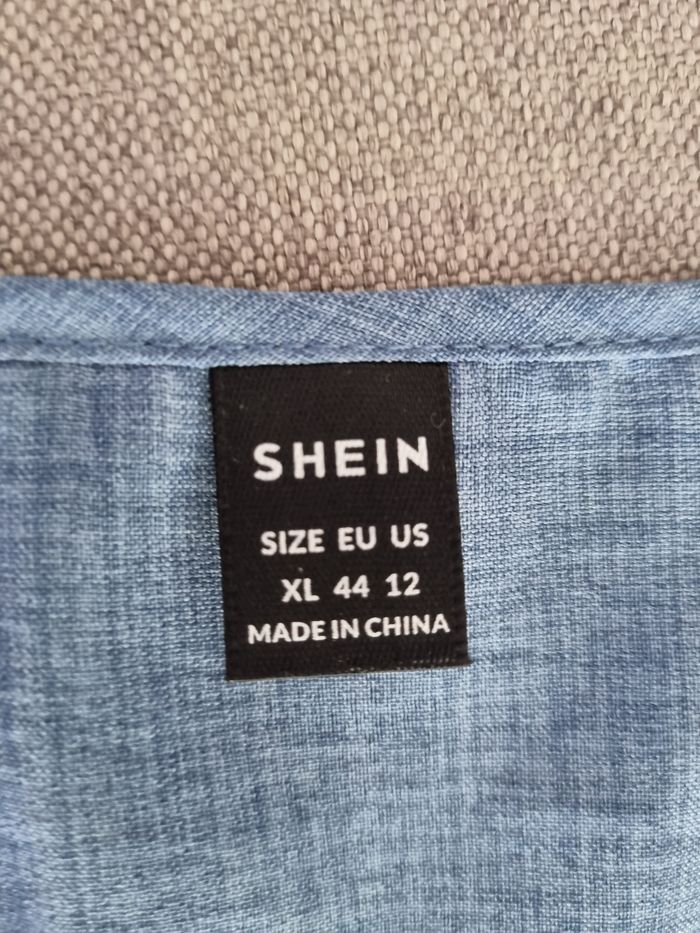 SHEIN
SIZE EU US
XL 44 12
MADE IN CHINA